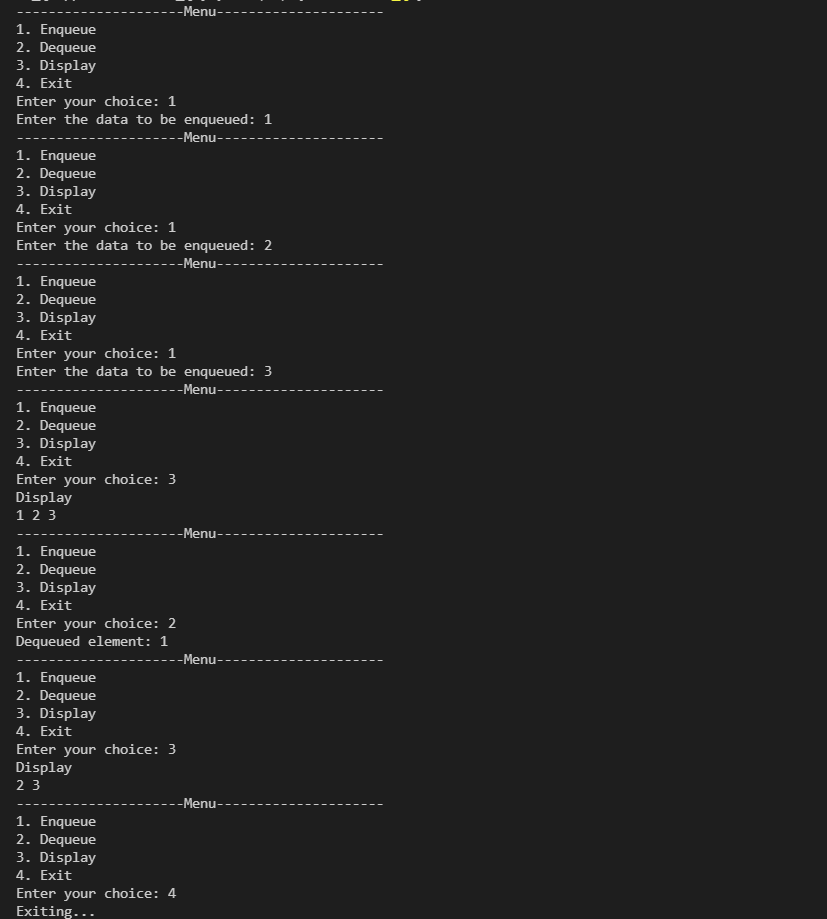 ---------------------Menu---------------------
1. Enqueue
2. Dequeue
3. Display
4. Exit
Enter your choice: 1
Enter the data to be enqueued: 1
---------------------Menu---------------------
1. Enqueue
2. Dequeue
3. Display
4. Exit
Enter your choice: 1
Enter the data to be enqueued: 2
---------------------Menu---------------------
1. Enqueue
2. Dequeue
3. Display
4. Exit
Enter your choice: 1
Enter the data to be enqueued: 3
---------------------Menu---------------------
1. Enqueue
2. Dequeue
3. Display
4. Exit
Enter your choice: 3
Display
1 2 3
---------------------Menu---------------------
1. Enqueue
2. Dequeue
3. Display
4. Exit
Enter your choice: 2
Dequeued element: 1
---------------------Menu---------------------
1. Enqueue
2. Dequeue
3. Display
4. Exit
Enter your choice: 3
Display
2 3
---------------------Menu---------------------
1. Enqueue
2. Dequeue
3. Display
4. Exit
Enter your choice: 4
Exiting...